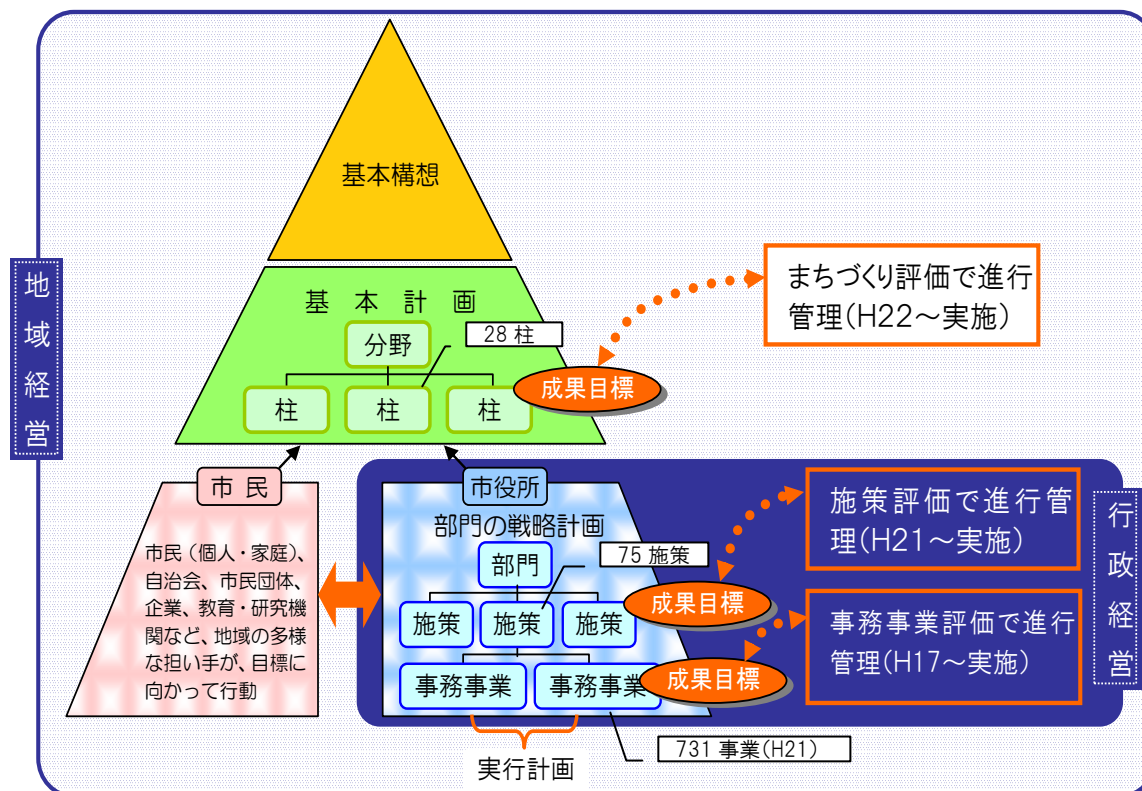 基本構想
地域経営
基本計画
分野
28 柱
柱 柱 柱
成果目標
まちづくり評価で進行
管理(H22～実施)
市民
市民(個人・家庭)、
自治会、市民団体、
企業、教育・研究機
関など、地域の多様
な担い手が、目標に
向かって行動
市役所
部門の戦略計画
部門
75 施策
施策 施策 施策
成果目標
事務事業 事務事業
成果目標
施策評価で進行管
理(H21～実施)
事務事業評価で進行
管理(H17～実施)
行政経営
731 事業(H21)
実行計画